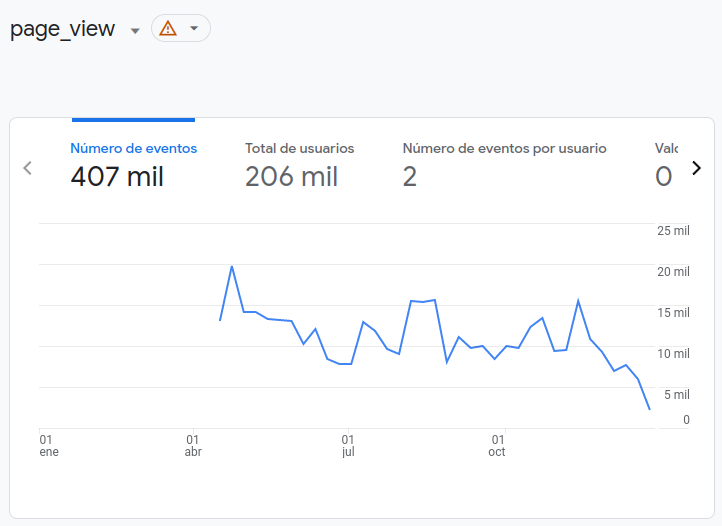 page_view
Número de eventos
407 mil
Total de usuarios
206 mil
Número de eventos por usuario
2
Valo
0
25 mil
20 mil
15 mil
10 mil
5 mil
0
01 ene
01 abr
01 jul
01 oct